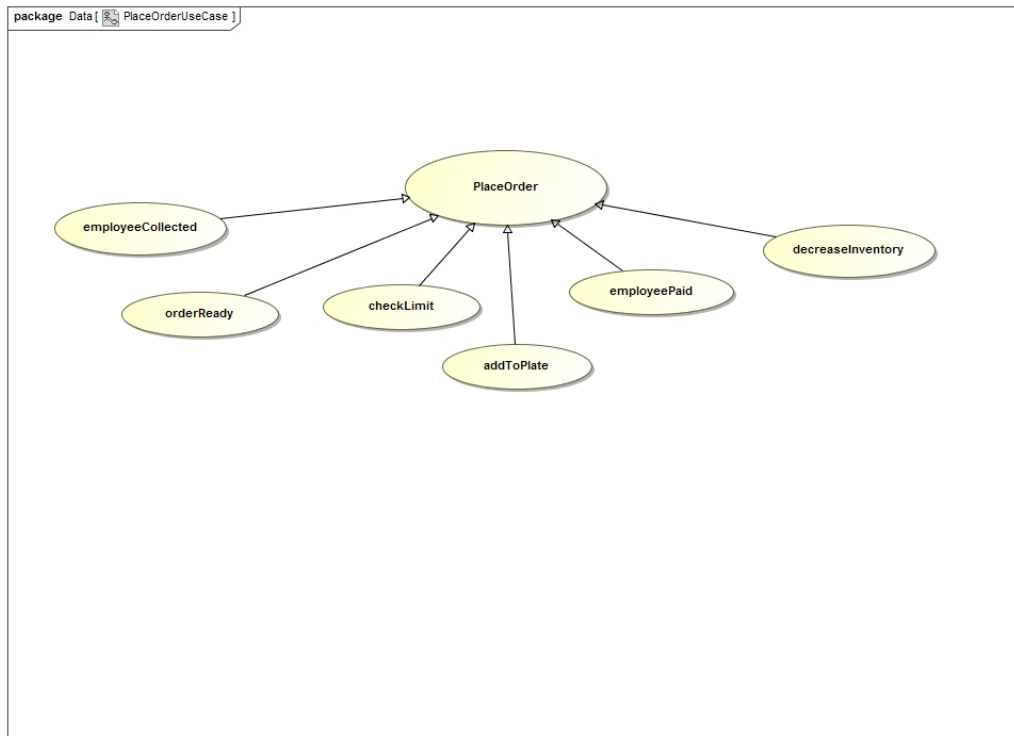 package Data [ PlaceOrderUseCase ]
PlaceOrder
employeeCollected
decreaseInventory
employeePaid
checkLimit
orderReady
addToPlate